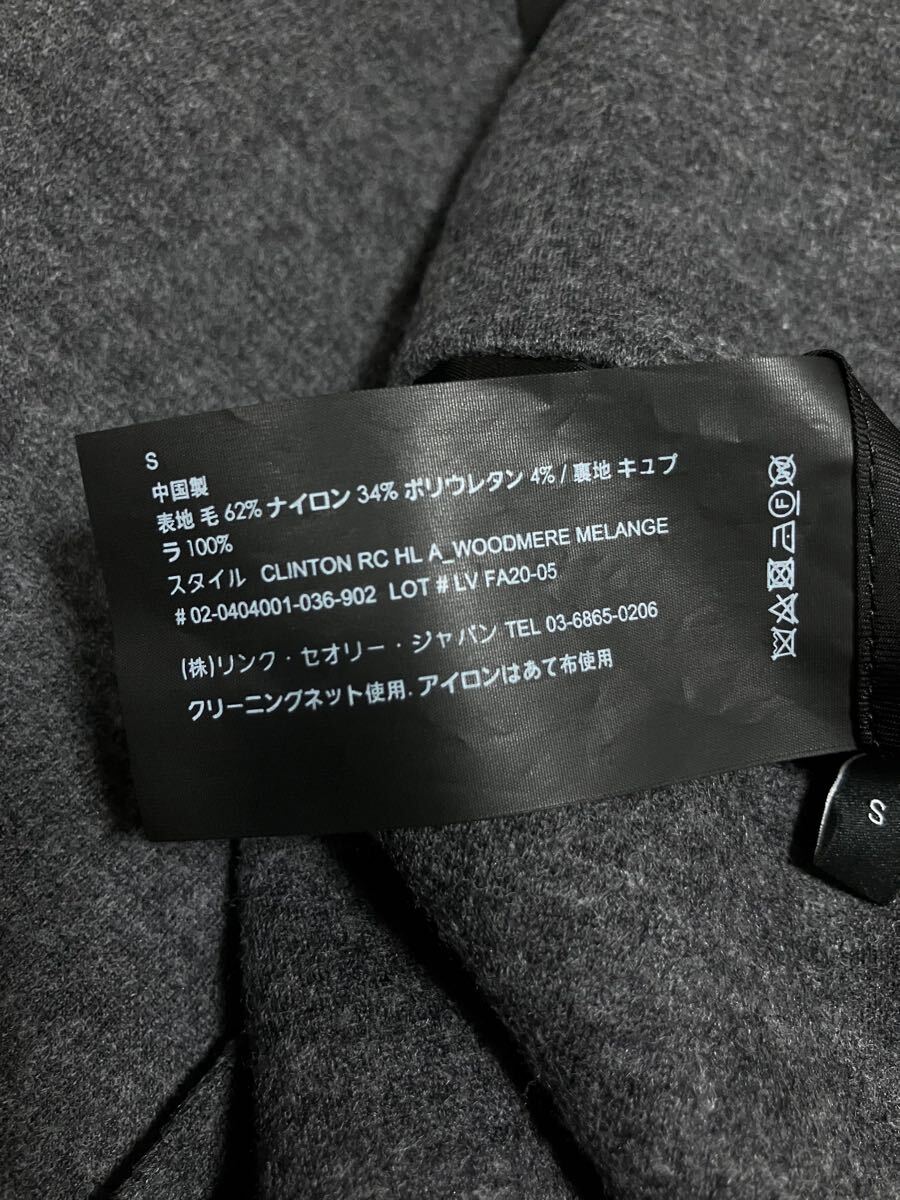 S
中国製
表地 毛 62% ナイロン 34% ポリウレタン 4% / 裏地 キュプ
ラ 100%
スタイル CLINTON RC HL A_WOODMERE MELANGE
# 02-0404001-036-902 LOT # LV FA20-05
(株)リンク・セオリー・ジャパン TEL 03-6865-0206
クリーニングネット使用. アイロンはあて布使用
F
S